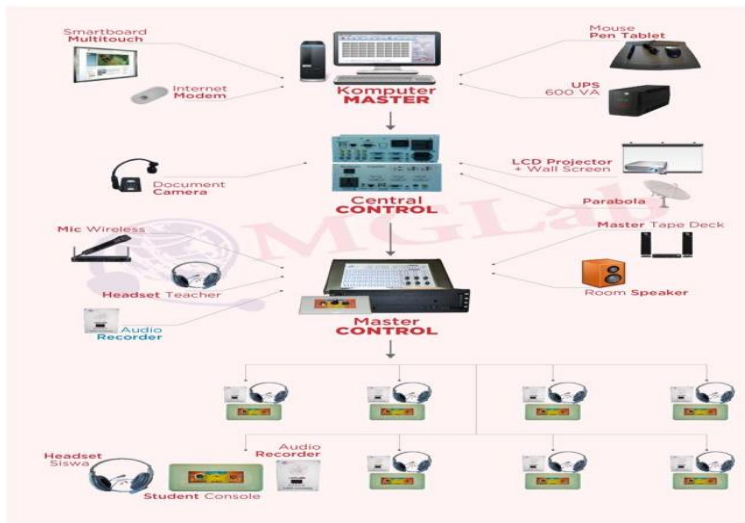 Smartboard
Multitouch
Internet
Modem
Komputer
MASTER
Mouse
Pen Tablet
UPS
600 VA
Document
Camera
Central
CONTROL
LCD Projector
+ Wall Screen
Parabola
MGLab
Mic Wireless
Headset Teacher
Audio
Recorder
Master
CONTROL
Master Tape Deck
Room Speaker
Headset
Siswa
Student Console
Audio
Recorder